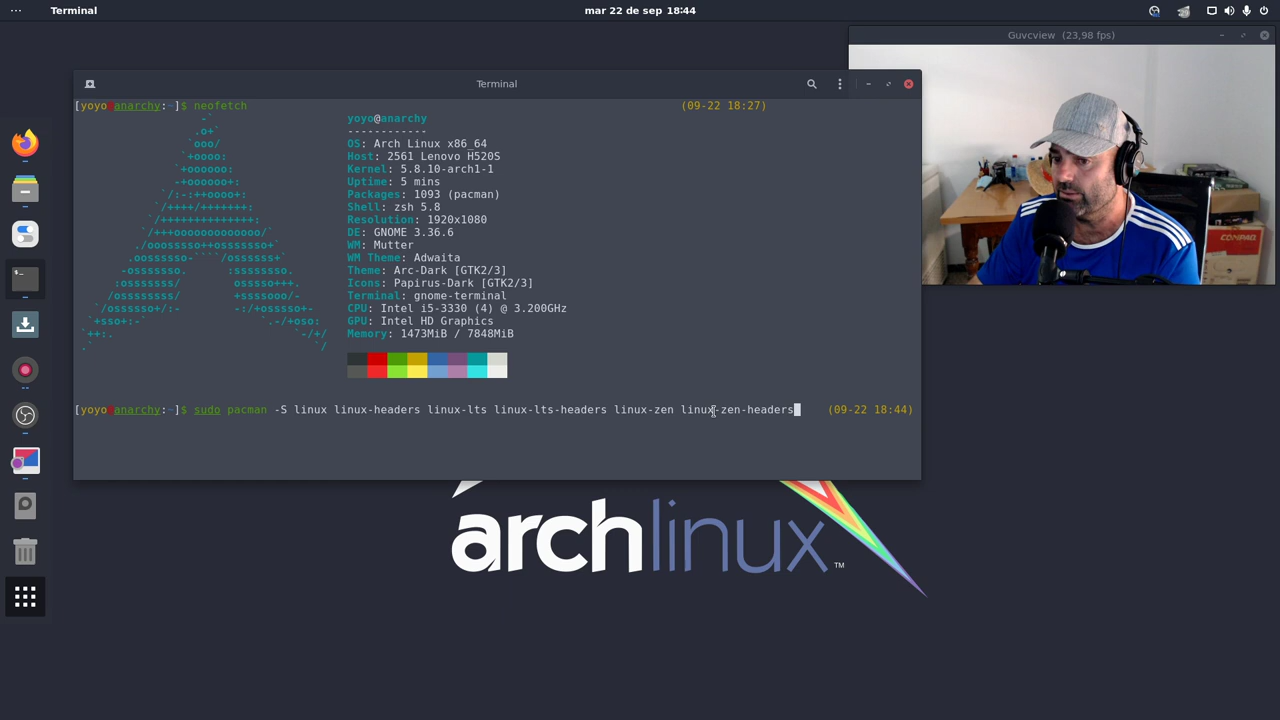 Terminal
mar 22 de sep 18:44
Guvcview (23,98 fps)
Terminal
[yoyo anarchy:~]$ neofetch (09-22 18:27)
yoyo@anarchy
------------
OS: Arch Linux x86_64
Host: 2561 Lenovo H520S
Kernel: 5.8.10-arch1-1
Uptime: 5 mins
Packages: 1093 (pacman)
Shell: zsh 5.8
Resolution: 1920x1080
DE: GNOME 3.36.6
WM: Mutter
WM Theme: Adwaita
Theme: Arc-Dark [GTK2/3]
Icons: Papirus-Dark [GTK2/3]
Terminal: gnome-terminal
CPU: Intel i5-3330 (4) @ 3.200GHz
GPU: Intel HD Graphics
Memory: 1473MiB / 7848MiB
[yoyo anarchy:~]$ sudo pacman -S linux linux-headers linux-lts linux-lts-headers linux-zen linux-zen-headers (09-22 18:44)
COMPAQ
archlinux™